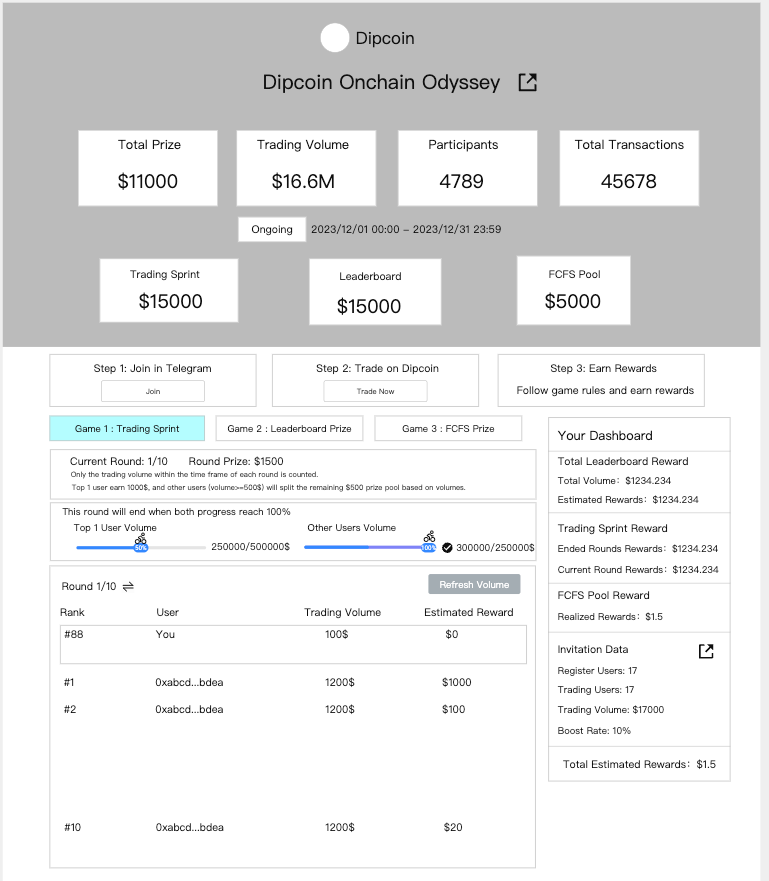 Dipcoin
Dipcoin Onchain Odyssey
Total Prize
$11000
Trading Volume
$16.6M
Participants
4789
Total Transactions
45678
Ongoing
2023/12/01 00:00 – 2023/12/31 23:59
Trading Sprint
$15000
Leaderboard
$15000
FCFS Pool
$5000
Step 1: Join in Telegram
Join
Step 2: Trade on Dipcoin
Trade Now
Step 3: Earn Rewards
Follow game rules and earn rewards
Game 1 : Trading Sprint
Game 2 : Leaderboard Prize
Game 3 : FCFS Prize
Current Round: 1/10 Round Prize: $1500
Only the trading volume within the time frame of each round is counted.
Top 1 user earn 1000$, and other users (volume>=500$) will split the remaining $500 prize pool based on volumes.
This round will end when both progress reach 100%
Top 1 User Volume
50%
250000/500000$
Other Users Volume
100%
300000/250000$
Round 1/10
Refresh Volume
Rank User Trading Volume Estimated Reward
#88 You 100$ $0
#1 0xabcd...bdea 1200$ $1000
#2 0xabcd...bdea 1200$ $100
#10 0xabcd...bdea 1200$ $20
Your Dashboard
Total Leaderboard Reward
Total Volume： $1234.234
Estimated Rewards： $1234.234
Trading Sprint Reward
Ended Rounds Rewards： $1234.234
Current Round Rewards： $1234.234
FCFS Pool Reward
Realized Rewards： $1.5
Invitation Data
Register Users: 17
Trading Users: 17
Trading Volume: $17000
Boost Rate: 10%
Total Estimated Rewards： $1.5